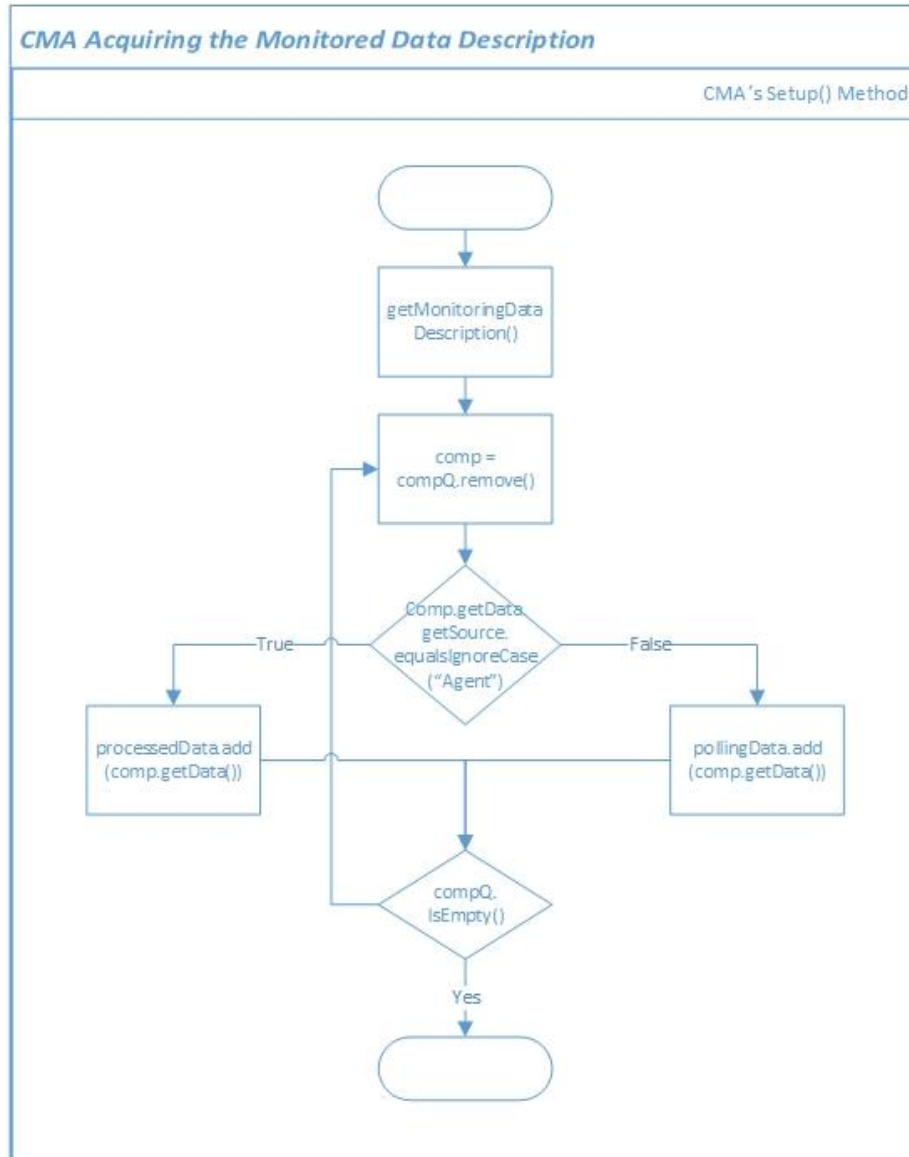 CMA Acquiring the Monitored Data Description
CMA's Setup() Method
getMonitoringData
Description()
comp =
compQ.remove()
Comp.getData
getSource.
equalsIgnoreCase
("Agent")
True
False
processedData.add
(comp.getData())
pollingData.add
(comp.getData())
compQ.
IsEmpty()
Yes